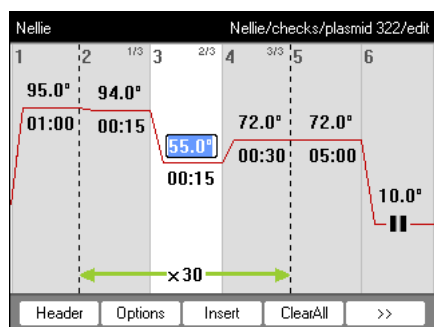 Nellie Nellie/checks/plasmid 322/edit
1 2 1/3 3 2/3 4 3/3 5 6
95.0° 94.0°
01:00 00:15 72.0° 72.0°
55.0° 00:30 05:00
00:15
10.0°
×30
Header Options Insert ClearAll >>